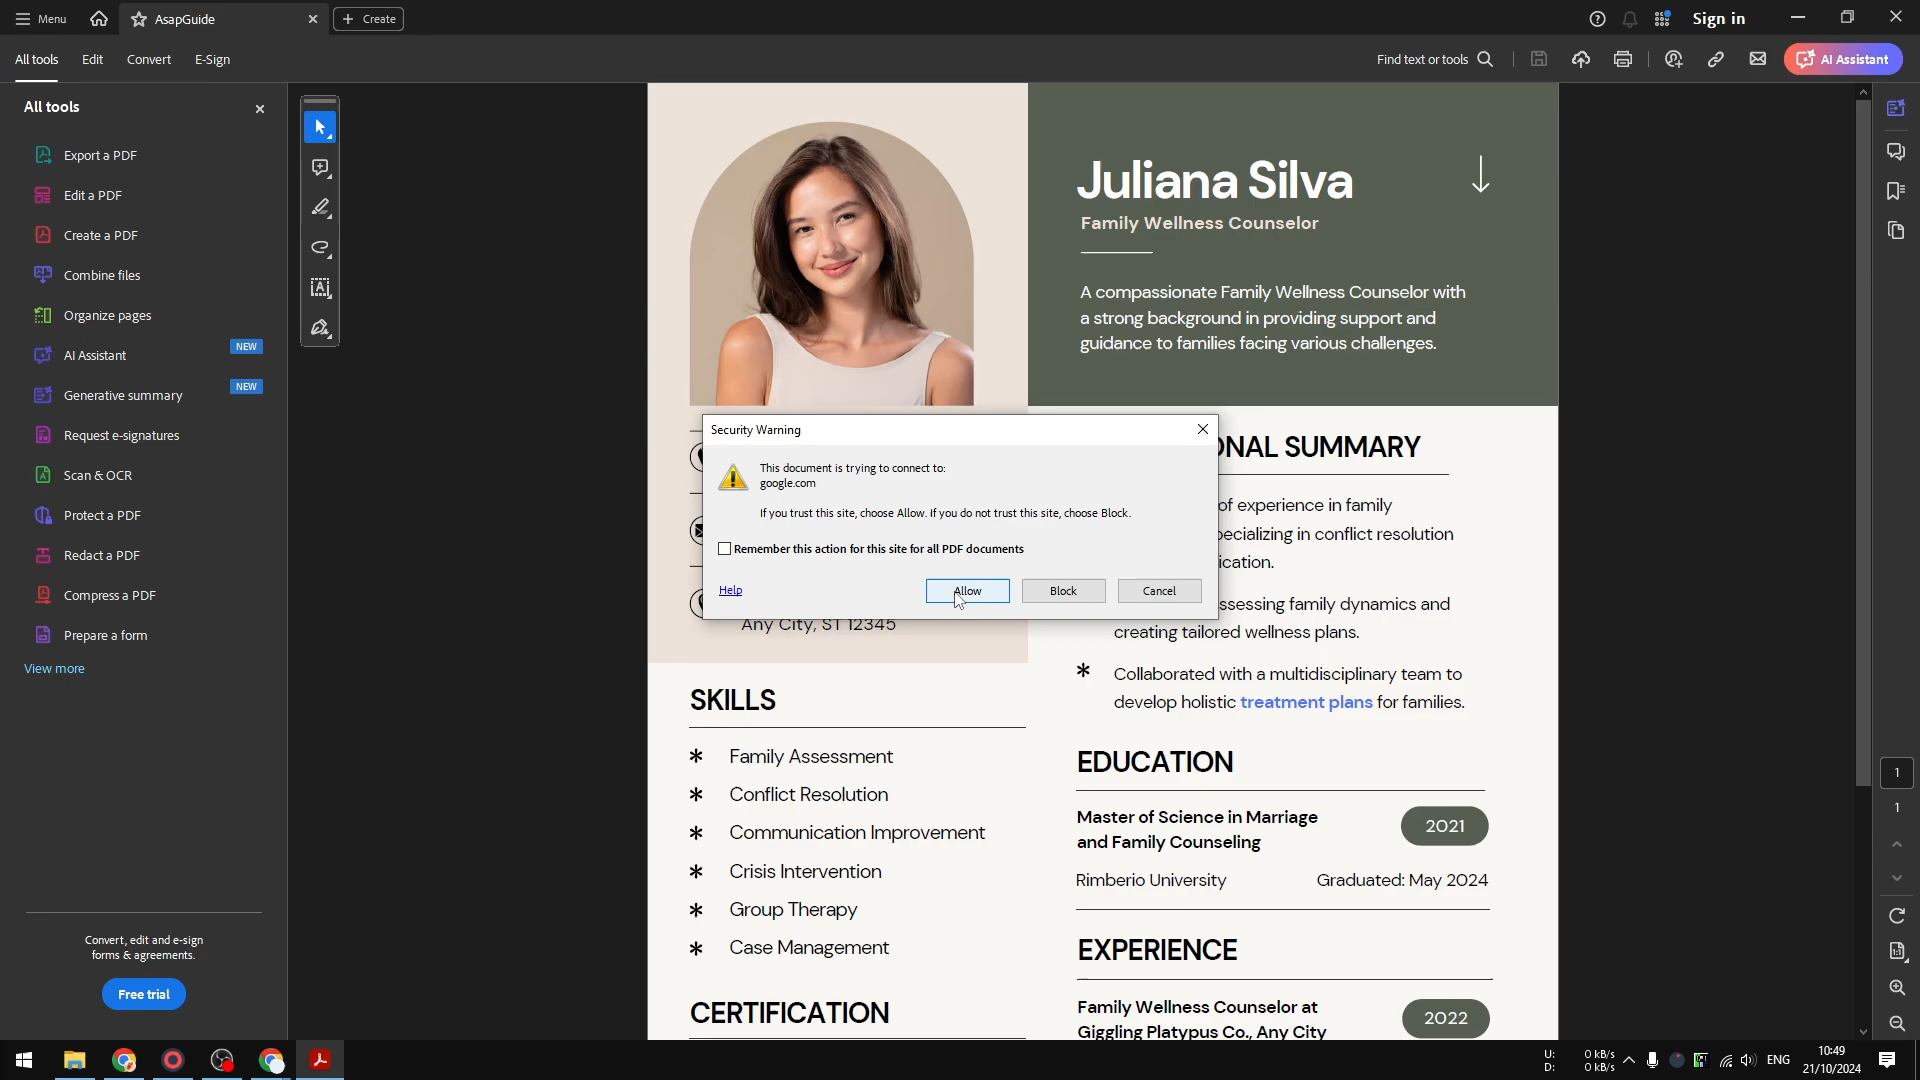 Menu
AsapGuide
Create
Sign in
All tools
Edit
Convert
E-Sign
Find text or tools
AI Assistant
All tools
Export a PDF
Edit a PDF
Create a PDF
Combine files
Organize pages
AI Assistant
NEW
Generative summary
NEW
Request e-signatures
Scan & OCR
Protect a PDF
Redact a PDF
Compress a PDF
Prepare a form
View more
Convert, edit and e-sign
forms & agreements.
Free trial
Juliana Silva
Family Wellness Counselor
A compassionate Family Wellness Counselor with
a strong background in providing support and
guidance to families facing various challenges.
Security Warning
This document is trying to connect to:
google.com
If you trust this site, choose Allow. If you do not trust this site, choose Block.
Remember this action for this site for all PDF documents
Help
Allow
Block
Cancel
Any City, ST 12345
SKILLS
* Family Assessment
* Conflict Resolution
* Communication Improvement
* Crisis Intervention
* Group Therapy
* Case Management
CERTIFICATION
SUMMARY
of experience in family
in conflict resolution
family dynamics and
creating tailored wellness plans.
* Collaborated with a multidisciplinary team to
develop holistic treatment plans for families.
EDUCATION
Master of Science in Marriage
and Family Counseling
2021
Rimberio University
Graduated: May 2024
EXPERIENCE
Family Wellness Counselor at
Giggling Platypus Co., Any City
2022
1
1
U: 0 kB/s
D: 0 kB/s
ENG
10:49
21/10/2024